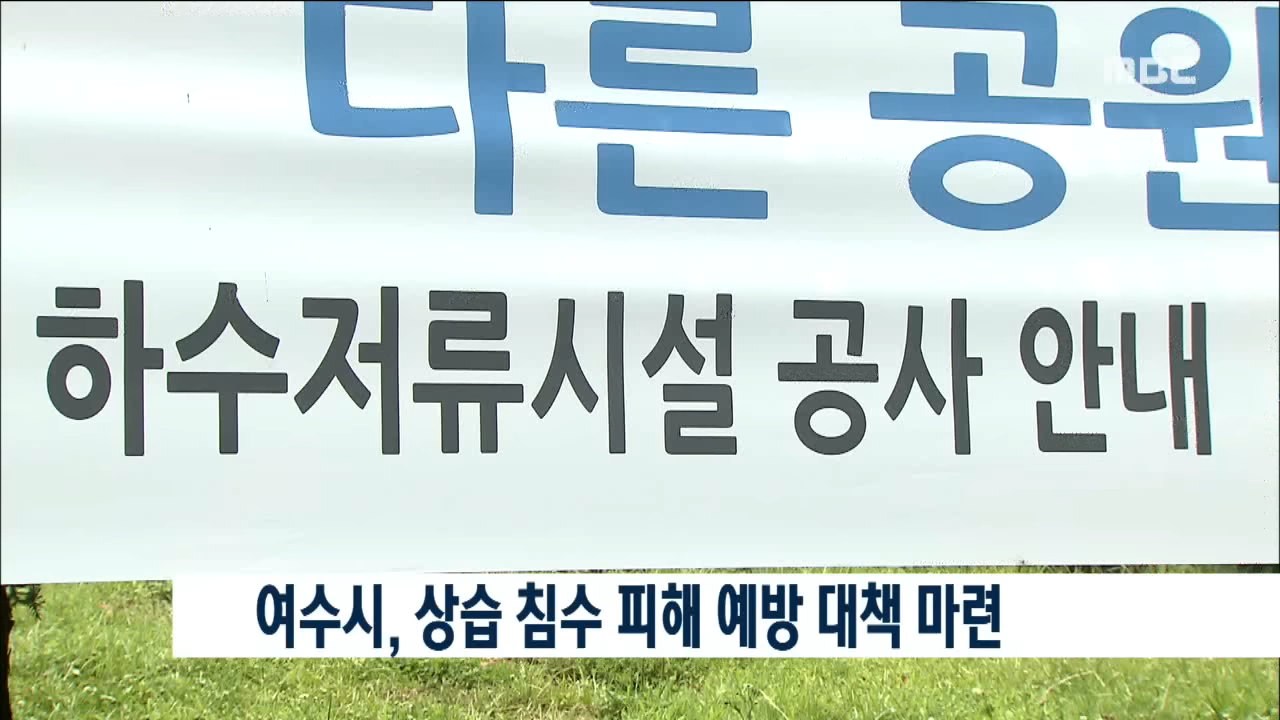 다른 공원
MBC
하수저류시설 공사 안내
여수시, 상습 침수 피해 예방 대책 마련